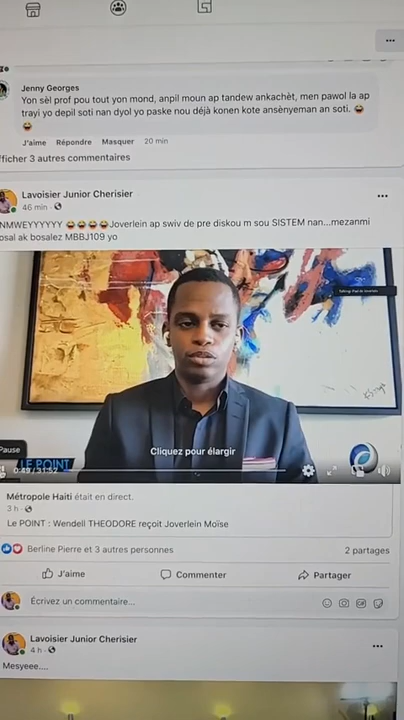 Jenny Georges
Yon sèl prof pou tout yon mond, anpil moun ap tandew ankachèt, men pawol la ap
trayi yo depil soti nan dyol yo paske nou déjà konen kote ansènyeman an soti. 😂
😂
J'aime Répondre Masquer 20 min
fficher 3 autres commentaires
Lavoisier Junior Cherisier
46 min ·
NMWEYYYYYY 😂😂😂😂Joverlein ap swiv de pre diskou m sou SISTEM nan...mezanmi
osal ak bosalez MBBJ109 yo
Cliquez pour élargir
Pause
LE POINT
0:49 / 31:52
Métropole Haiti était en direct.
3 h ·
Le POINT : Wendell THEODORE reçoit Joverlein Moïse
Berline Pierre et 3 autres personnes
2 partages
J'aime
Commenter
Partager
Écrivez un commentaire...
Lavoisier Junior Cherisier
4 h ·
Mesyeee....